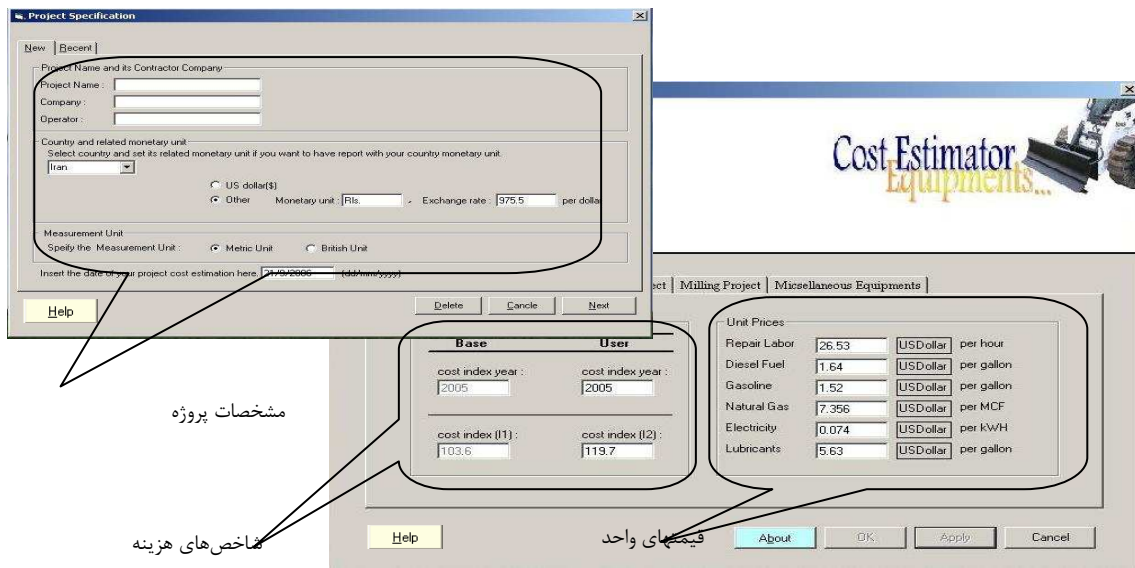 Project Specification
New Recent
Project Name and its Contractor Company
Project Name :
Company :
Operator :
Country and related monetary unit
Select country and set its related monetary unit if you want to have report with your country monetary unit.
Iran
US dollar($)
Other Monetary unit : Rls. , Exchange rate : 975.5 per dolla
Measurement Unit
Speify the Measurement Unit : Metric Unit British Unit
Insert the date of your project cost estimation here. 21/9/2006 (dd/mm/yyyy)
Help Delete Cancle Next
Cost Estimator
Equipments...
ect Milling Project Micsellaneous Equipments
Base User
cost index year : cost index year :
2005 2005
cost index (I1) : cost index (I2) :
103.6 119.7
Unit Prices
Repair Labor 26.53 USDollar per hour
Diesel Fuel 1.64 USDollar per gallon
Gasoline 1.52 USDollar per gallon
Natural Gas 7.356 USDollar per MCF
Electricity 0.074 USDollar per kWH
Lubricants 5.63 USDollar per gallon
Help About OK Apply Cancel
مشخصات پروژه
شاخص‌های هزینه
قیمتهای واحد